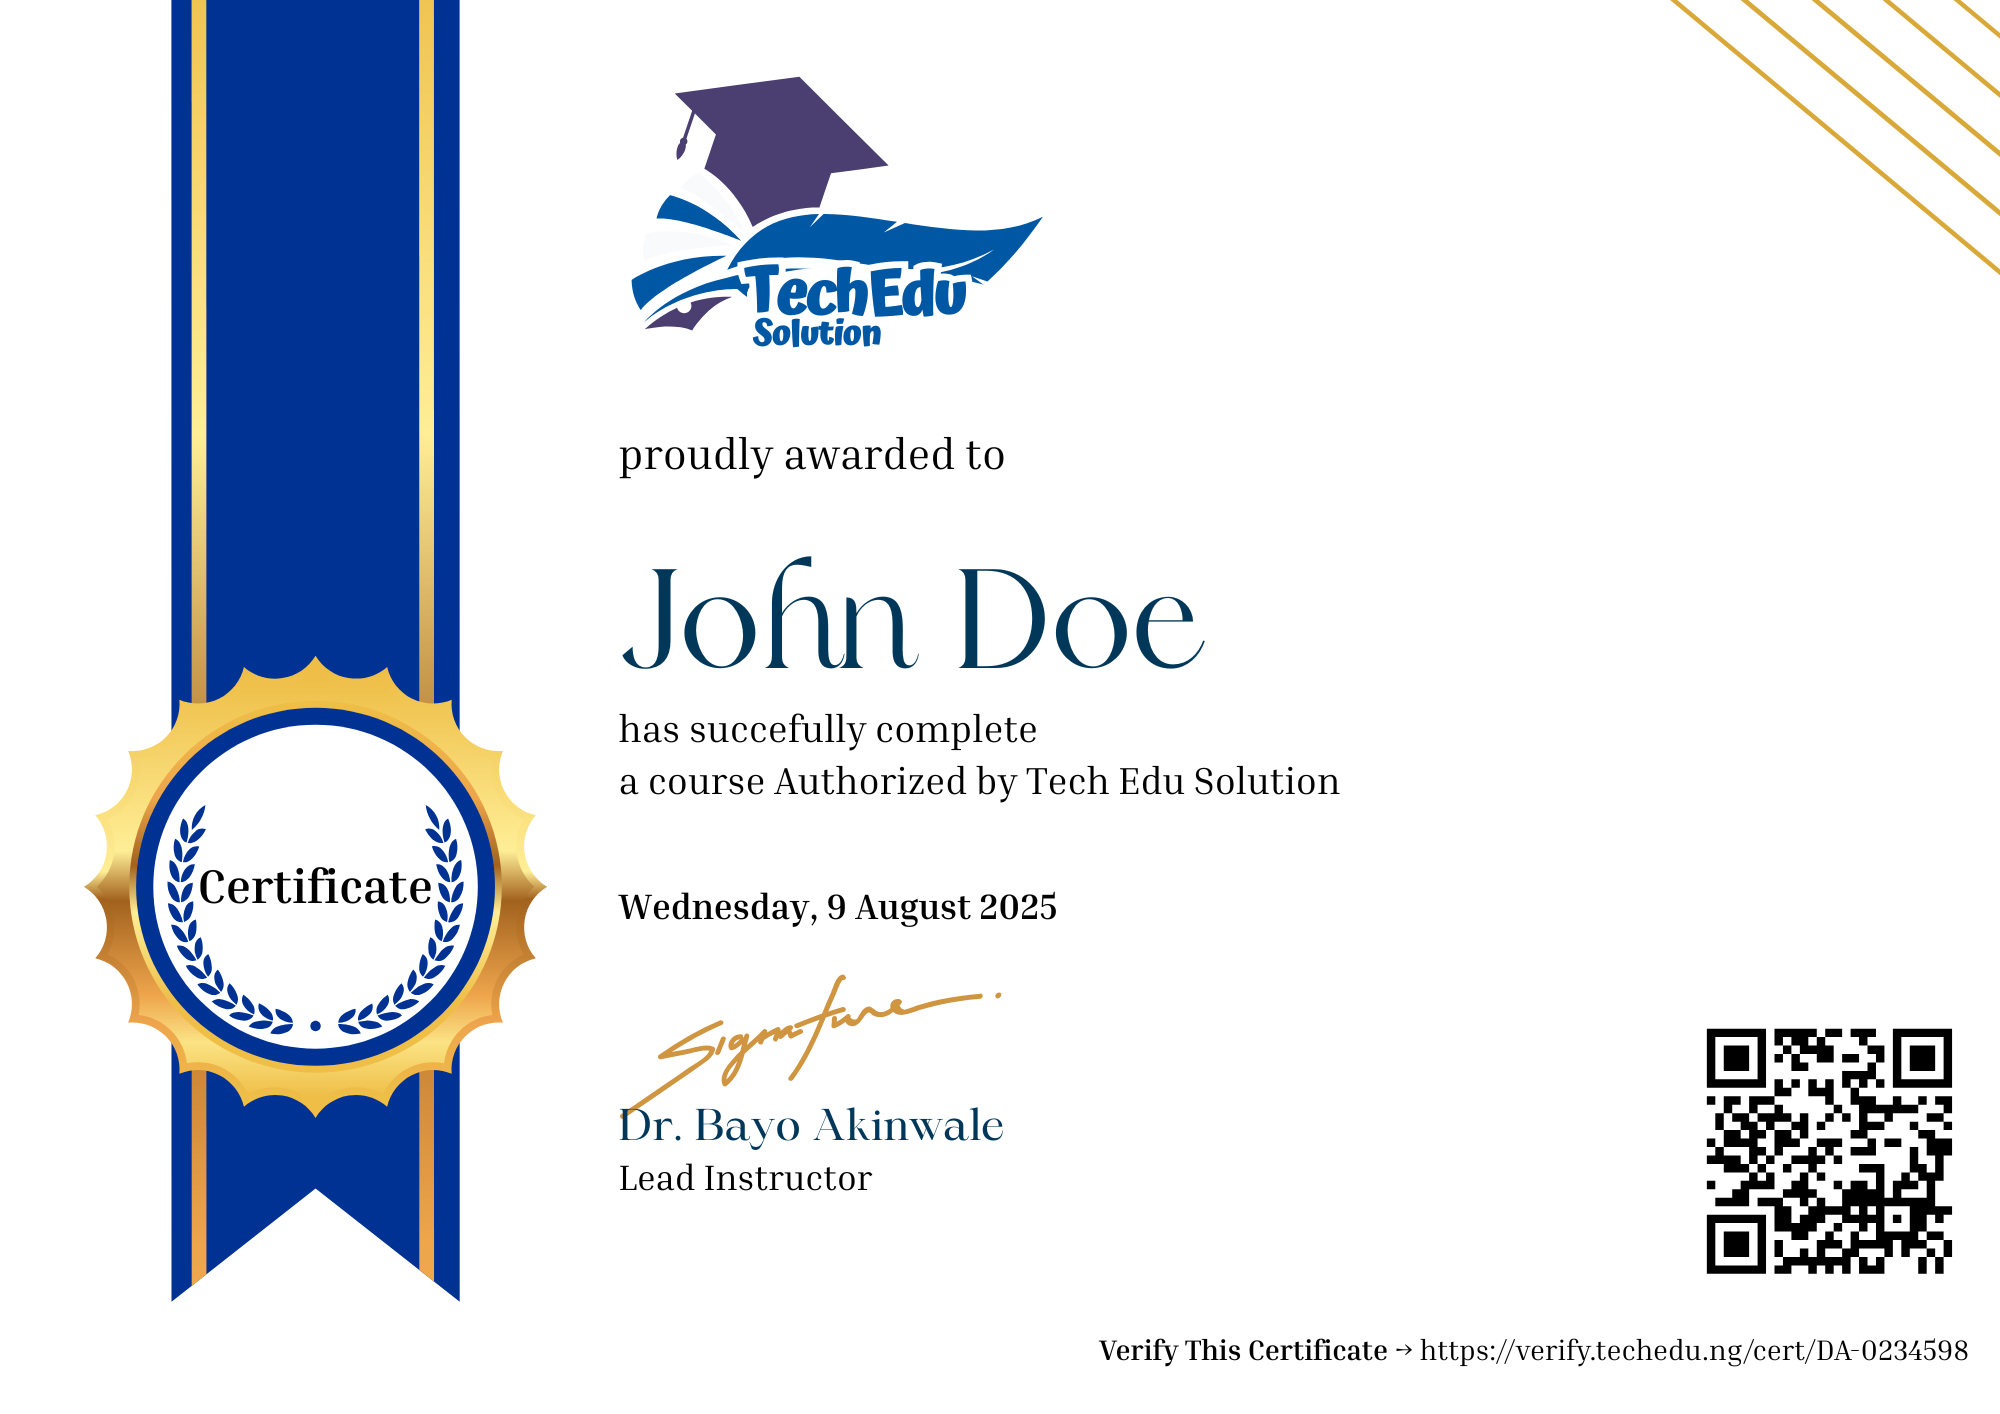 TechEdu
Solution
proudly awarded to
John Doe
has succefully complete
a course Authorized by Tech Edu Solution
Certificate
Wednesday, 9 August 2025
Signature
Dr. Bayo Akinwale
Lead Instructor
Verify This Certificate → https://verify.techedu.ng/cert/DA-0234598